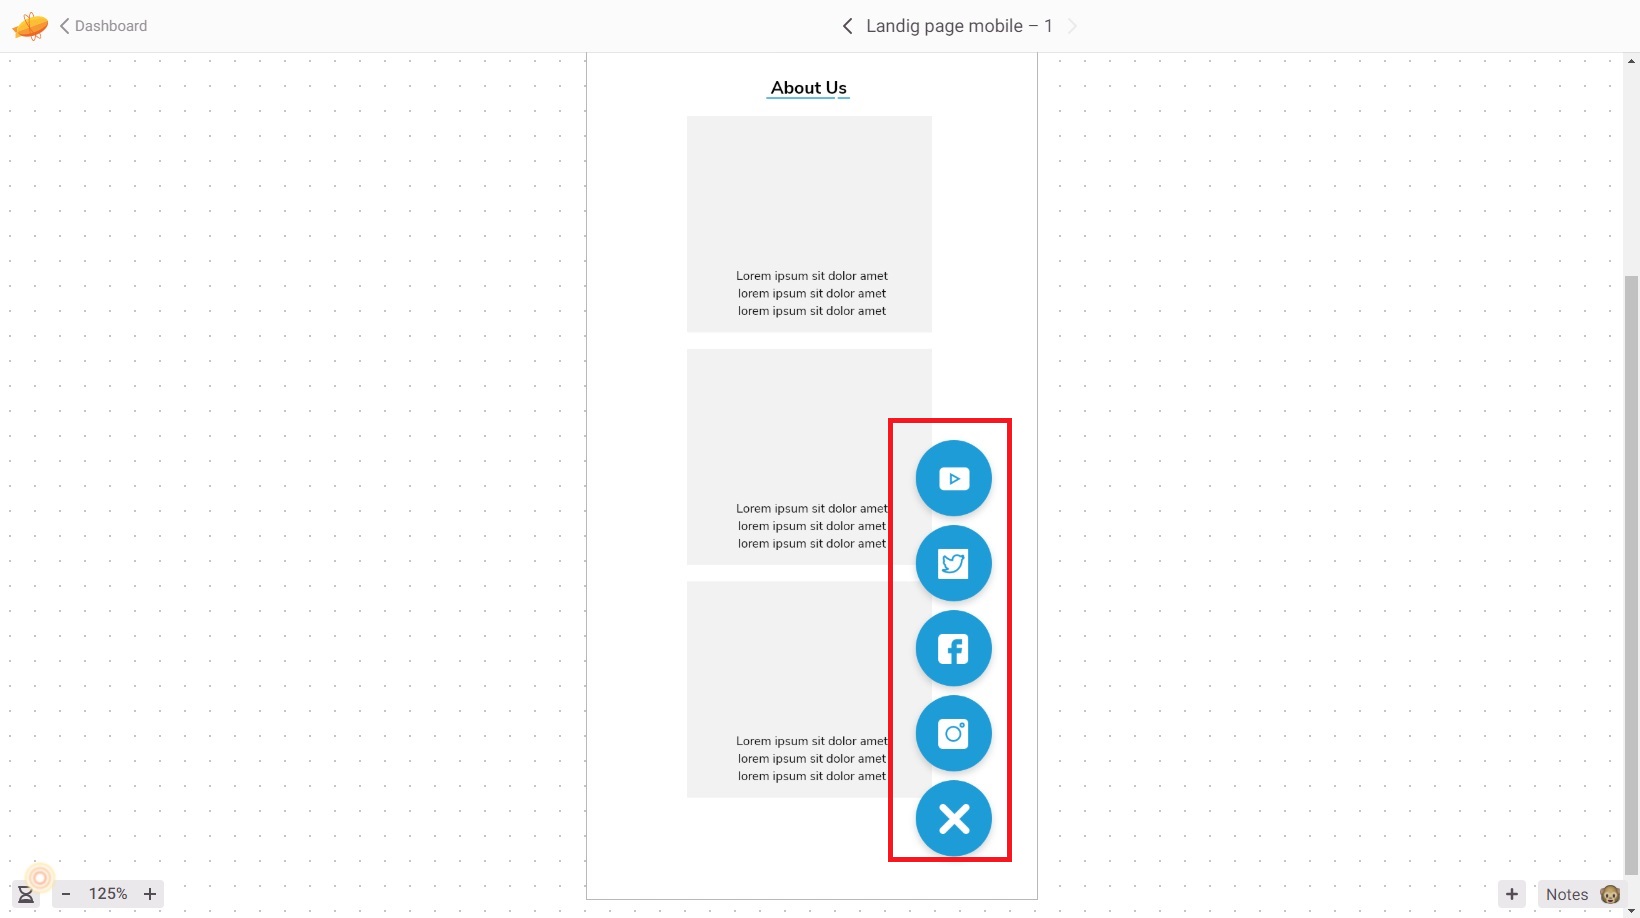 Dashboard
Landig page mobile – 1
About Us
Lorem ipsum sit dolor amet
lorem ipsum sit dolor amet
lorem ipsum sit dolor amet
Lorem ipsum sit dolor amet
lorem ipsum sit dolor amet
lorem ipsum sit dolor amet
Lorem ipsum sit dolor amet
lorem ipsum sit dolor amet
lorem ipsum sit dolor amet
− 125% +
+ Notes